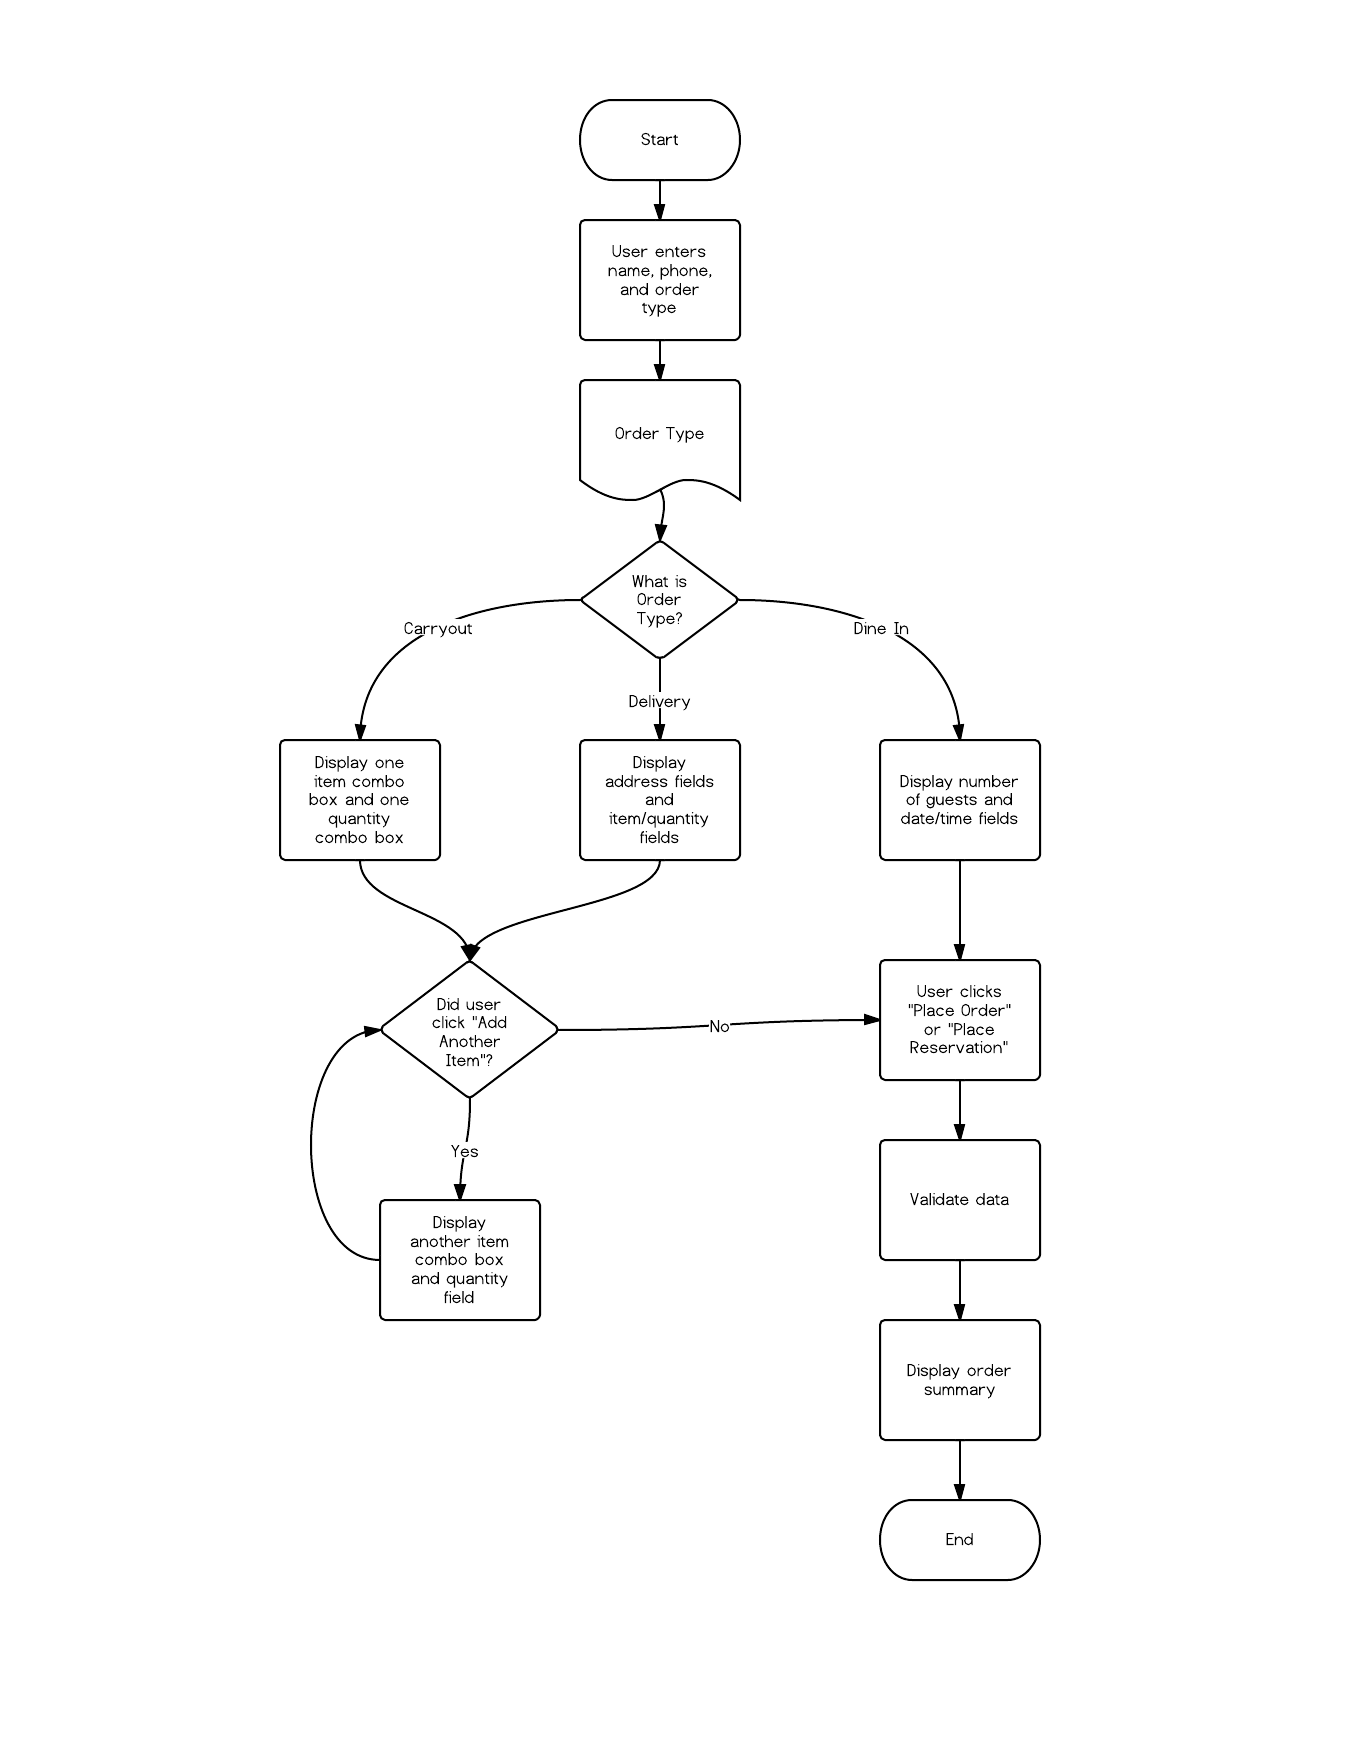 Start
User enters
name, phone,
and order
type
Order Type
What is
Order
Type?
Carryout
Dine In
Delivery
Display one
item combo
box and one
quantity
combo box
Display
address fields
and
item/quantity
fields
Display number
of guests and
date/time fields
Did user
click "Add
Another
Item"?
No
User clicks
"Place Order"
or "Place
Reservation"
Yes
Display
another item
combo box
and quantity
field
Validate data
Display order
summary
End